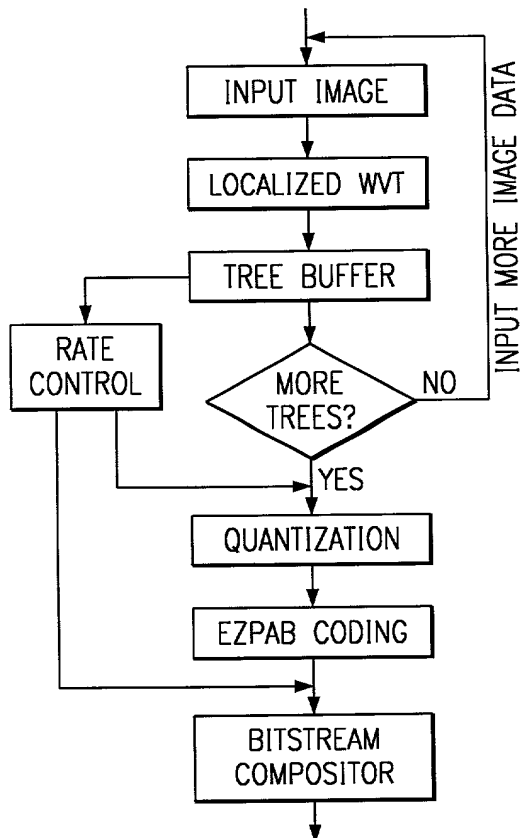 INPUT IMAGE
LOCALIZED WVT
TREE BUFFER
RATE
CONTROL
MORE
TREES?
NO
YES
INPUT MORE IMAGE DATA
QUANTIZATION
EZPAB CODING
BITSTREAM
COMPOSITOR